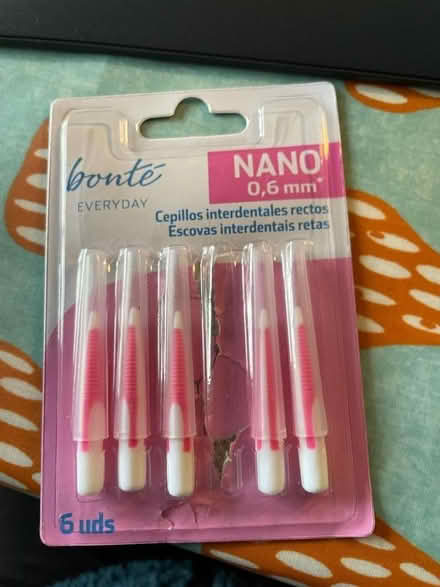 bonté
EVERYDAY
NANO
0,6 mm*
Cepillos interdentales rectos
Escovas interdentais retas
6 uds